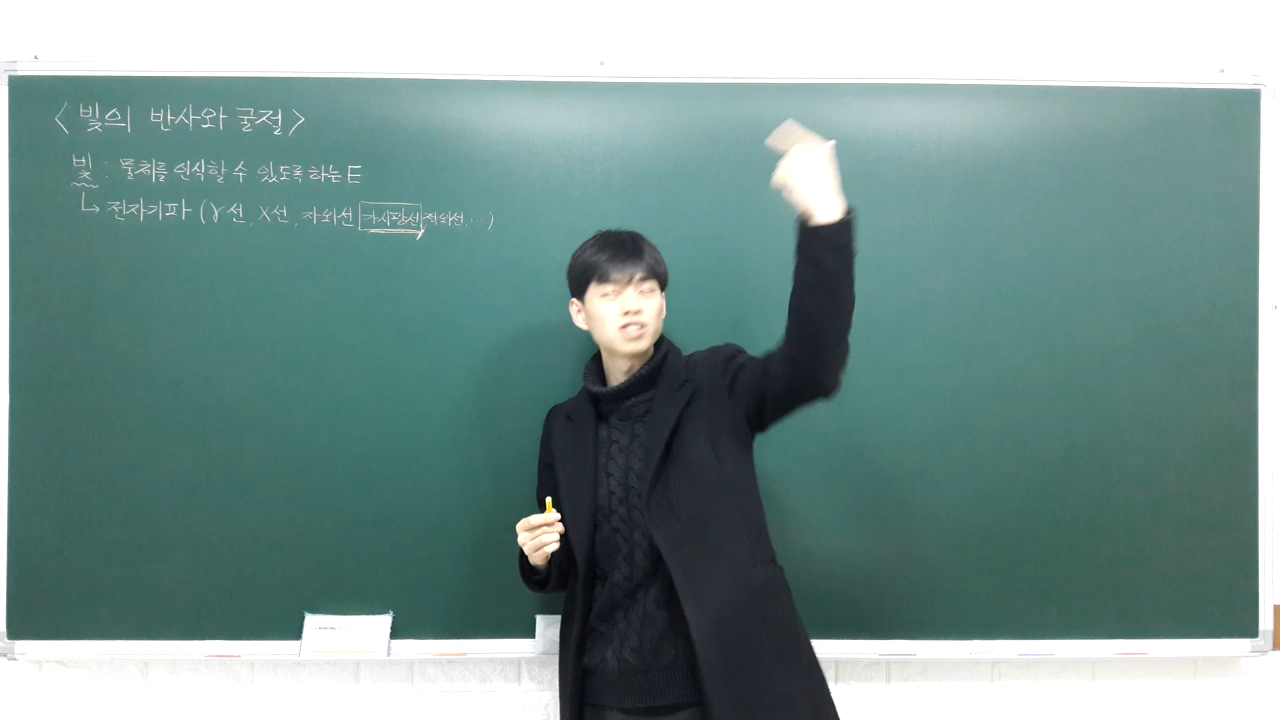 <빛의 반사와 굴절>
빛 : 물체를 인식할 수 있도록 하는 E
↳ 전자기파 (γ선, X선, 자외선 가시광선, 적외선, …)